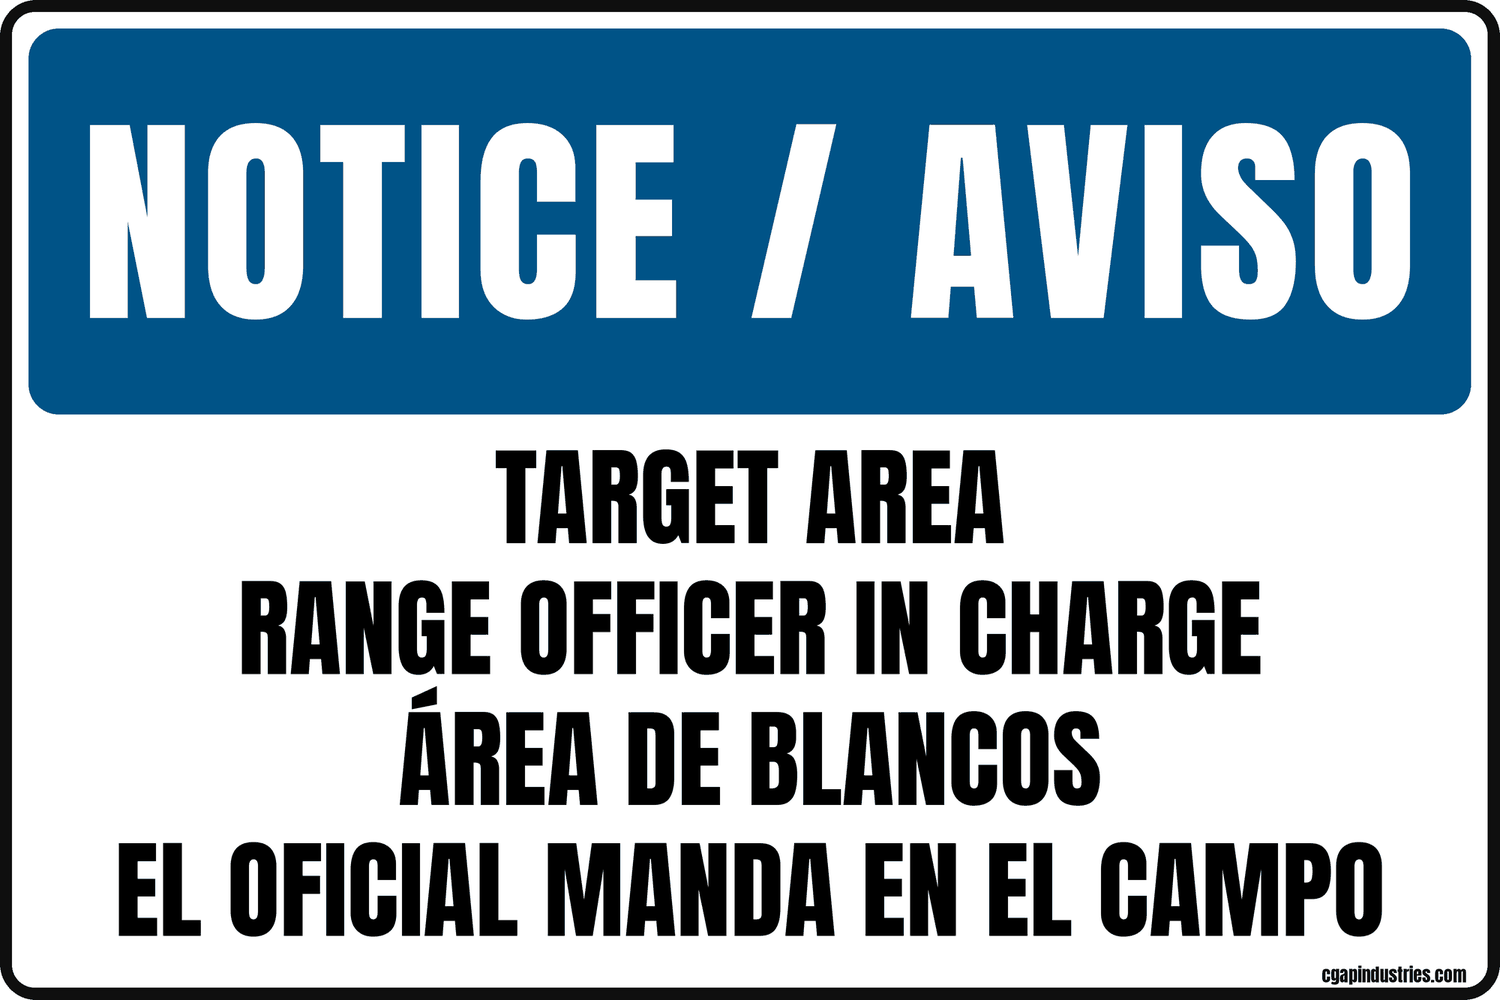 NOTICE / AVISO
TARGET AREA
RANGE OFFICER IN CHARGE
ÁREA DE BLANCOS
EL OFICIAL MANDA EN EL CAMPO
cgapindustries.com